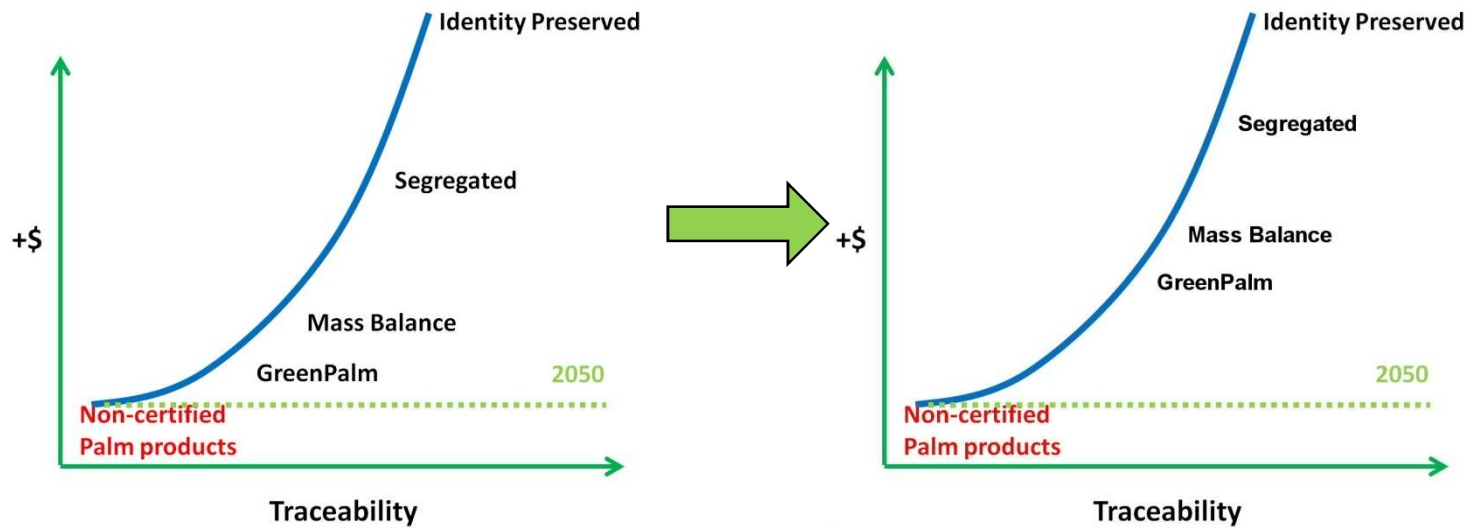 Identity Preserved
Segregated
+$
Mass Balance
GreenPalm
2050
Non-certified
Palm products
Traceability
Identity Preserved
Segregated
+$
Mass Balance
GreenPalm
2050
Non-certified
Palm products
Traceability